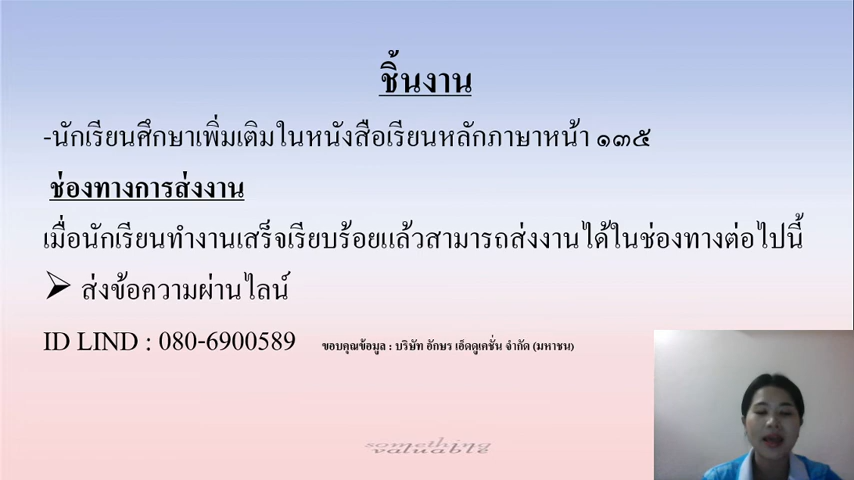 ชิ้นงาน
-นักเรียนศึกษาเพิ่มเติมในหนังสือเรียนหลักภาษาหน้า ๑๓๕
ช่องทางการส่งงาน
เมื่อนักเรียนทำงานเสร็จเรียบร้อยแล้วสามารถส่งงานได้ในช่องทางต่อไปนี้
➢ ส่งข้อความผ่านไลน์
ID LIND : 080-6900589 ขอบคุณข้อมูล : บริษัท อักษร เอ็ดดูเคชั่น จำกัด (มหาชน)
something
valuable